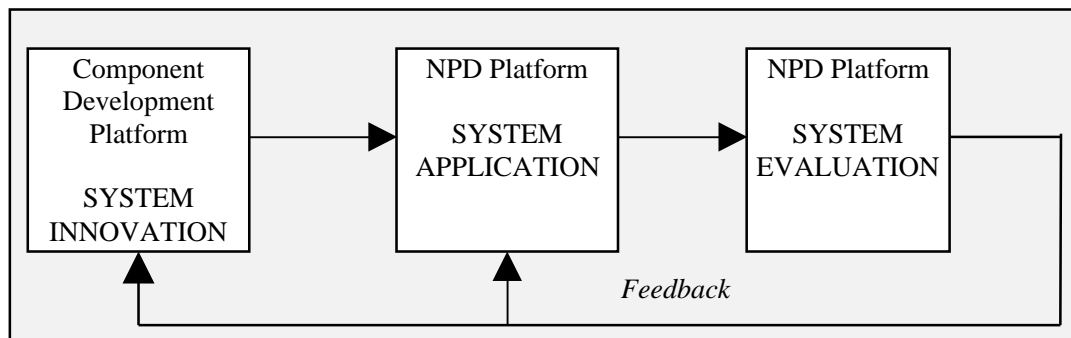 Component
Development
Platform
SYSTEM
INNOVATION
NPD Platform
SYSTEM
APPLICATION
NPD Platform
SYSTEM
EVALUATION
Feedback